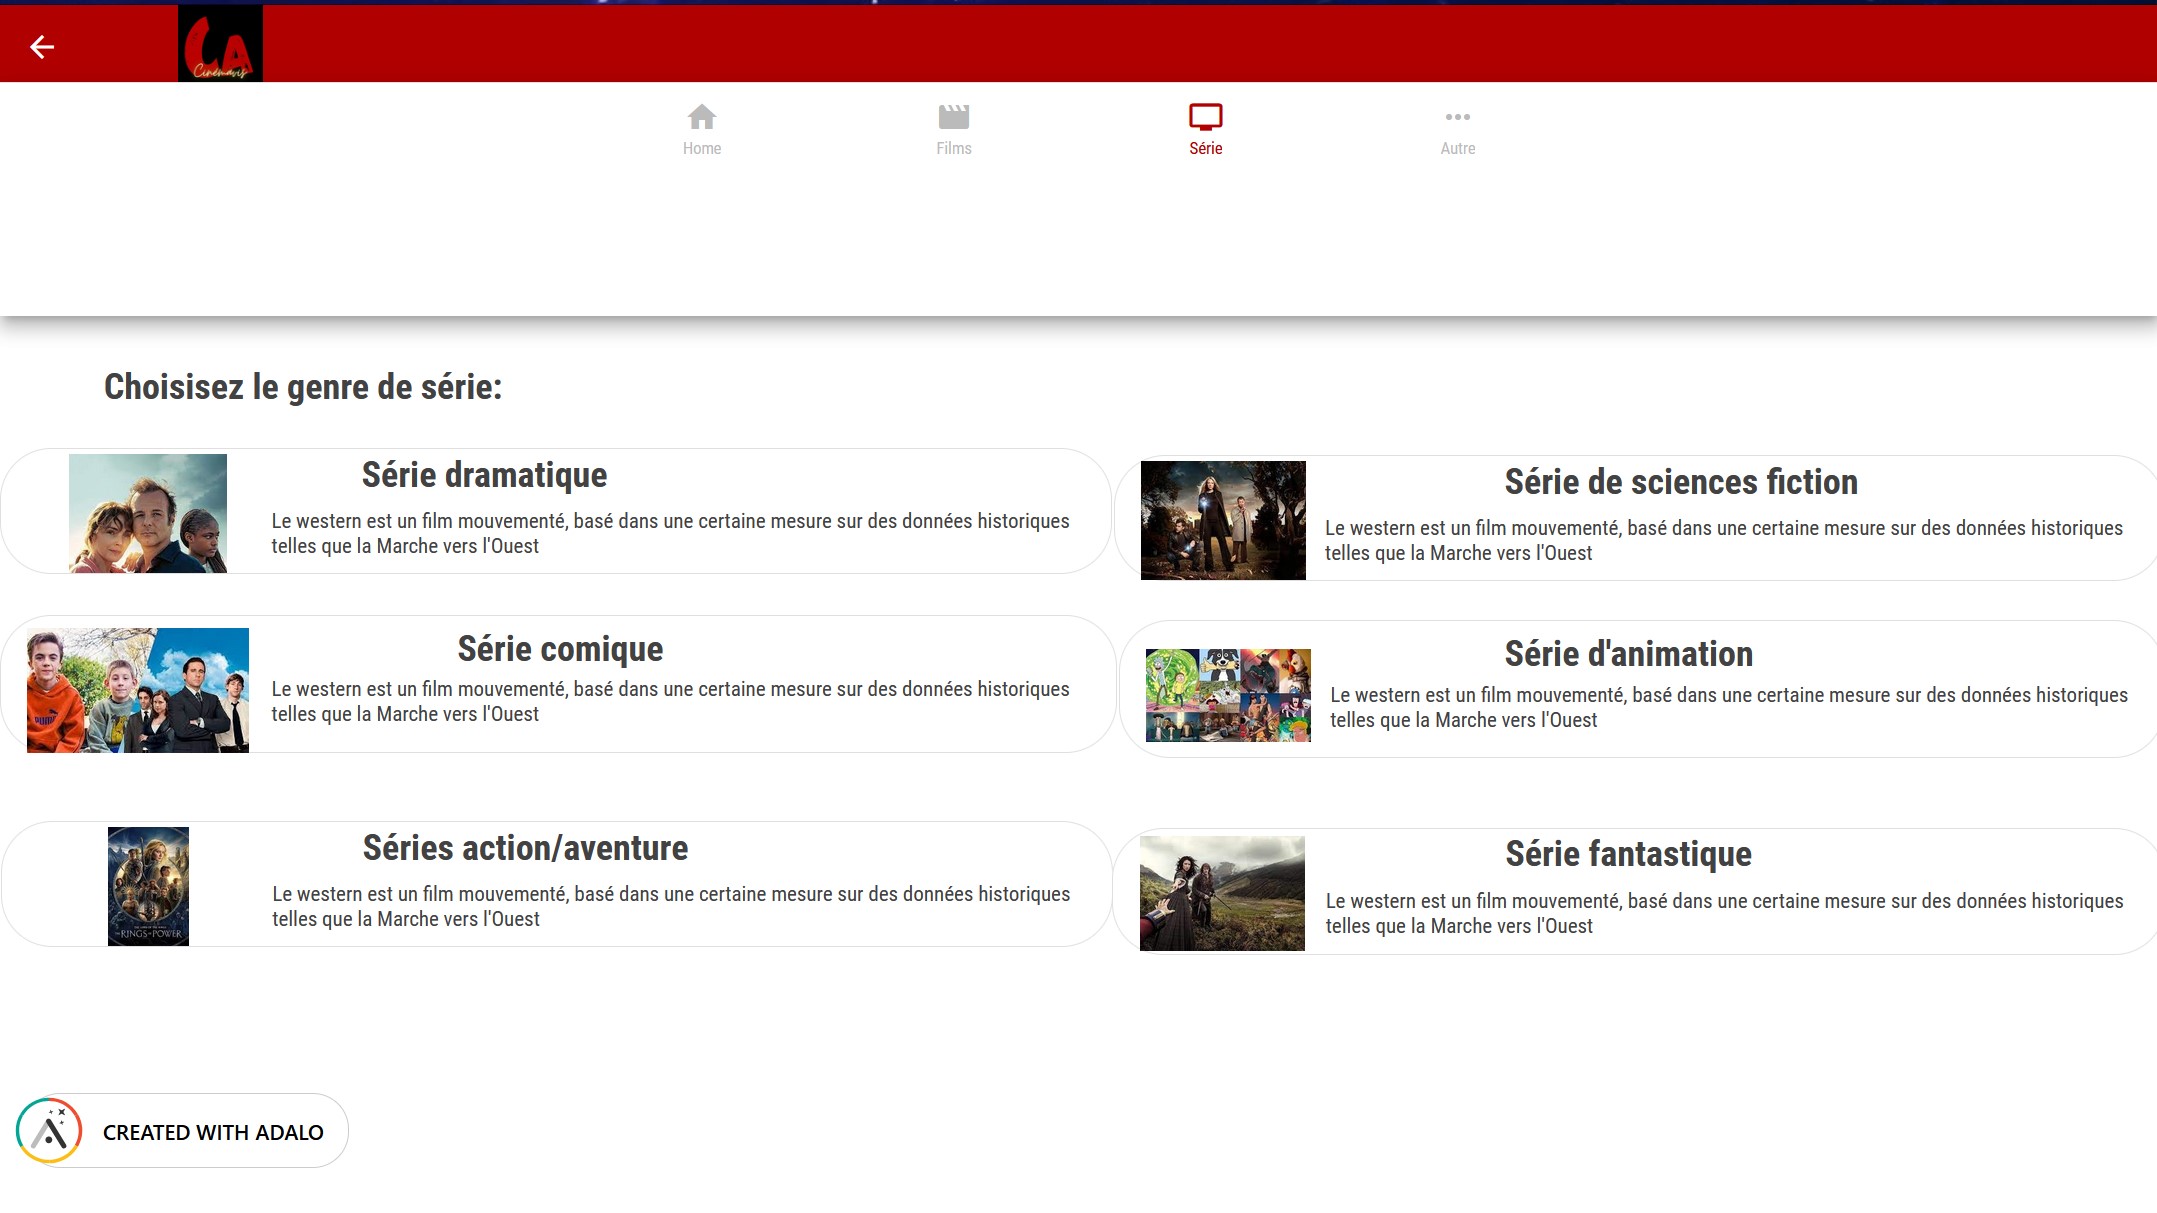 CA
Cinémavis
Home
Films
Série
Autre
Choisisez le genre de série:
Série dramatique
Le western est un film mouvementé, basé dans une certaine mesure sur des données historiques
telles que la Marche vers l'Ouest
Série de sciences fiction
Le western est un film mouvementé, basé dans une certaine mesure sur des données historiques
telles que la Marche vers l'Ouest
Série comique
Le western est un film mouvementé, basé dans une certaine mesure sur des données historiques
telles que la Marche vers l'Ouest
Série d'animation
Le western est un film mouvementé, basé dans une certaine mesure sur des données historiques
telles que la Marche vers l'Ouest
Séries action/aventure
Le western est un film mouvementé, basé dans une certaine mesure sur des données historiques
telles que la Marche vers l'Ouest
RINGS OF POWER
Série fantastique
Le western est un film mouvementé, basé dans une certaine mesure sur des données historiques
telles que la Marche vers l'Ouest
CREATED WITH ADALO